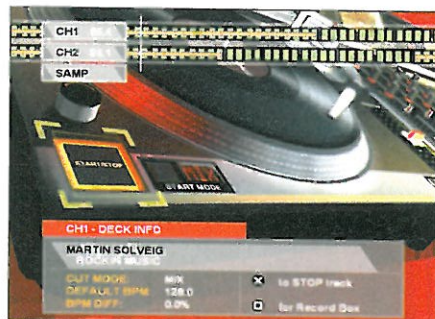 CH1
CH2
SAMP
START/STOP
START MODE
CH1 - DECK INFO
MARTIN SOLVEIG
ROCKIN MUSIC
CUT MODE: MIX
DEFAULT BPM: 128.0
BPM DIFF: 0.0%
to STOP track
for Record Box